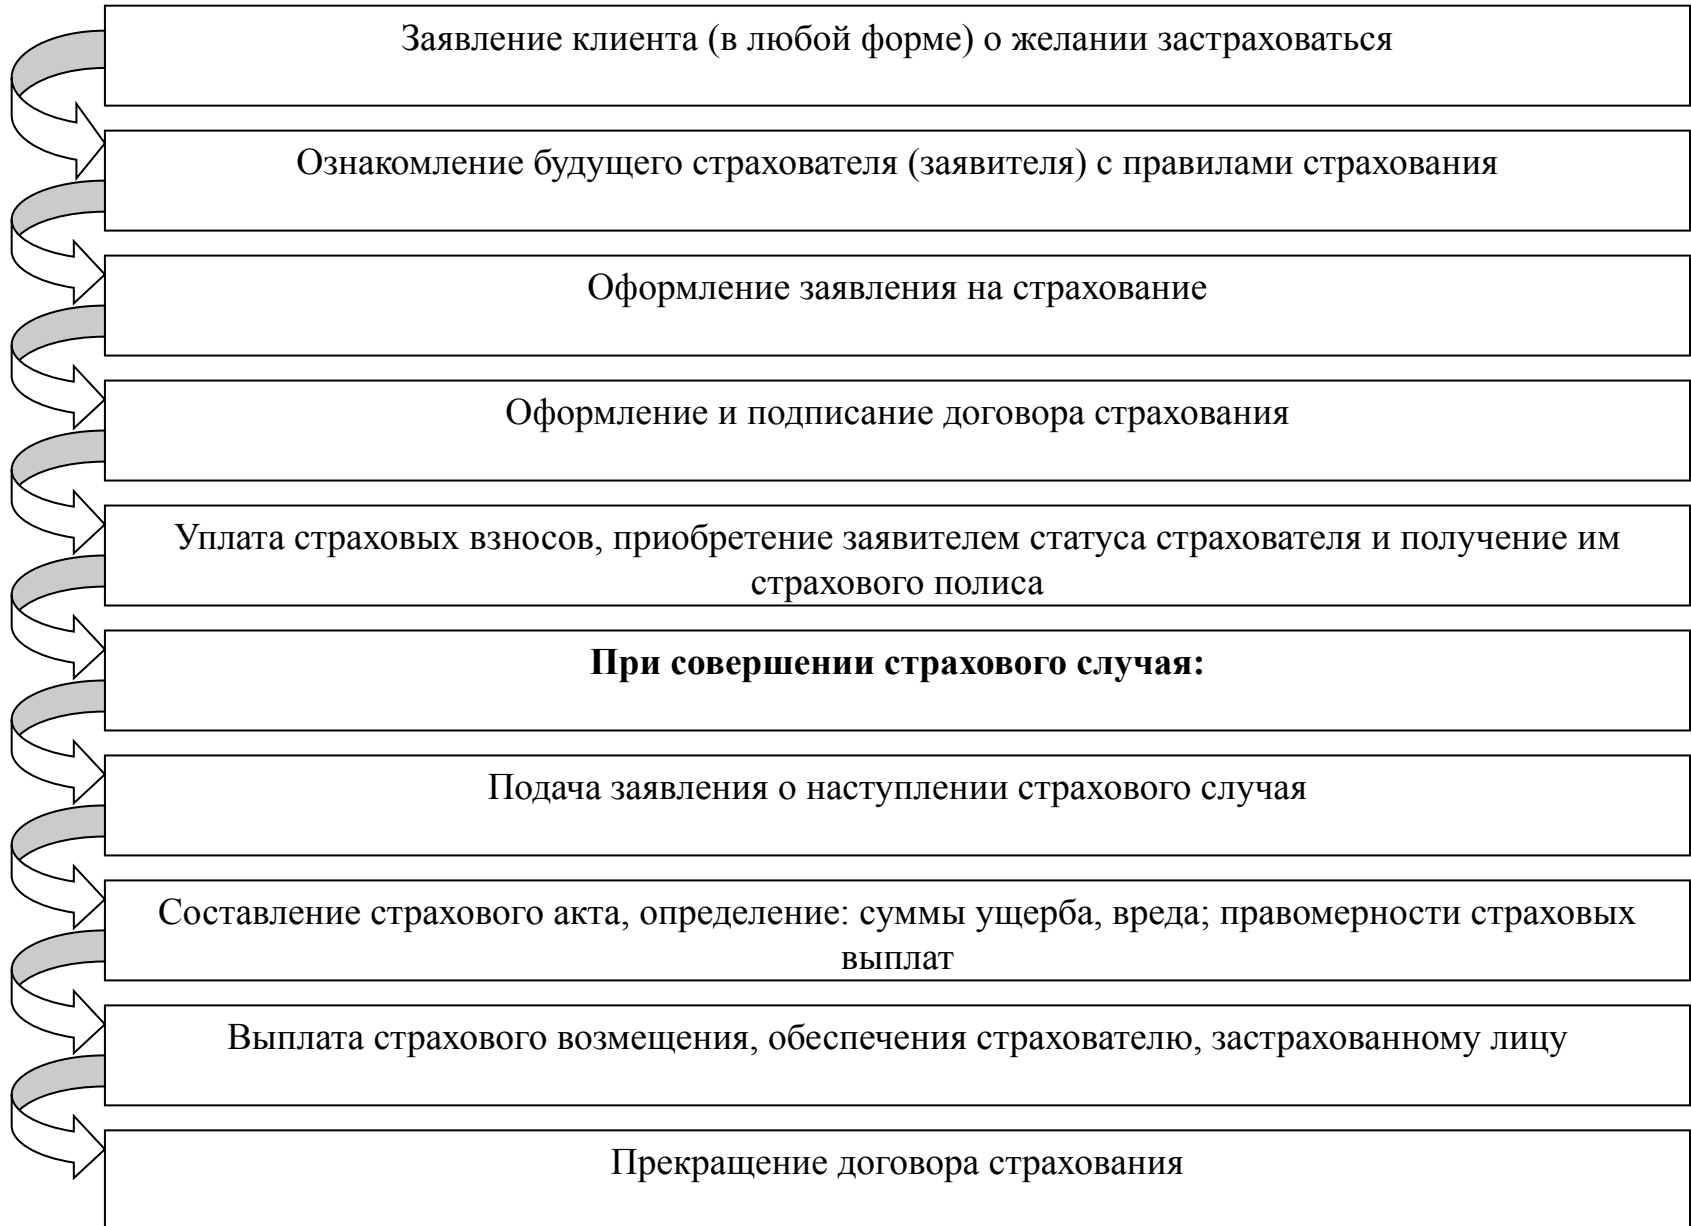 Заявление клиента (в любой форме) о желании застраховаться
Ознакомление будущего страхователя (заявителя) с правилами страхования
Оформление заявления на страхование
Оформление и подписание договора страхования
Уплата страховых взносов, приобретение заявителем статуса страхователя и получение им
страхового полиса
При совершении страхового случая:
Подача заявления о наступлении страхового случая
Составление страхового акта, определение: суммы ущерба, вреда; правомерности страховых
выплат
Выплата страхового возмещения, обеспечения страхователю, застрахованному лицу
Прекращение договора страхования